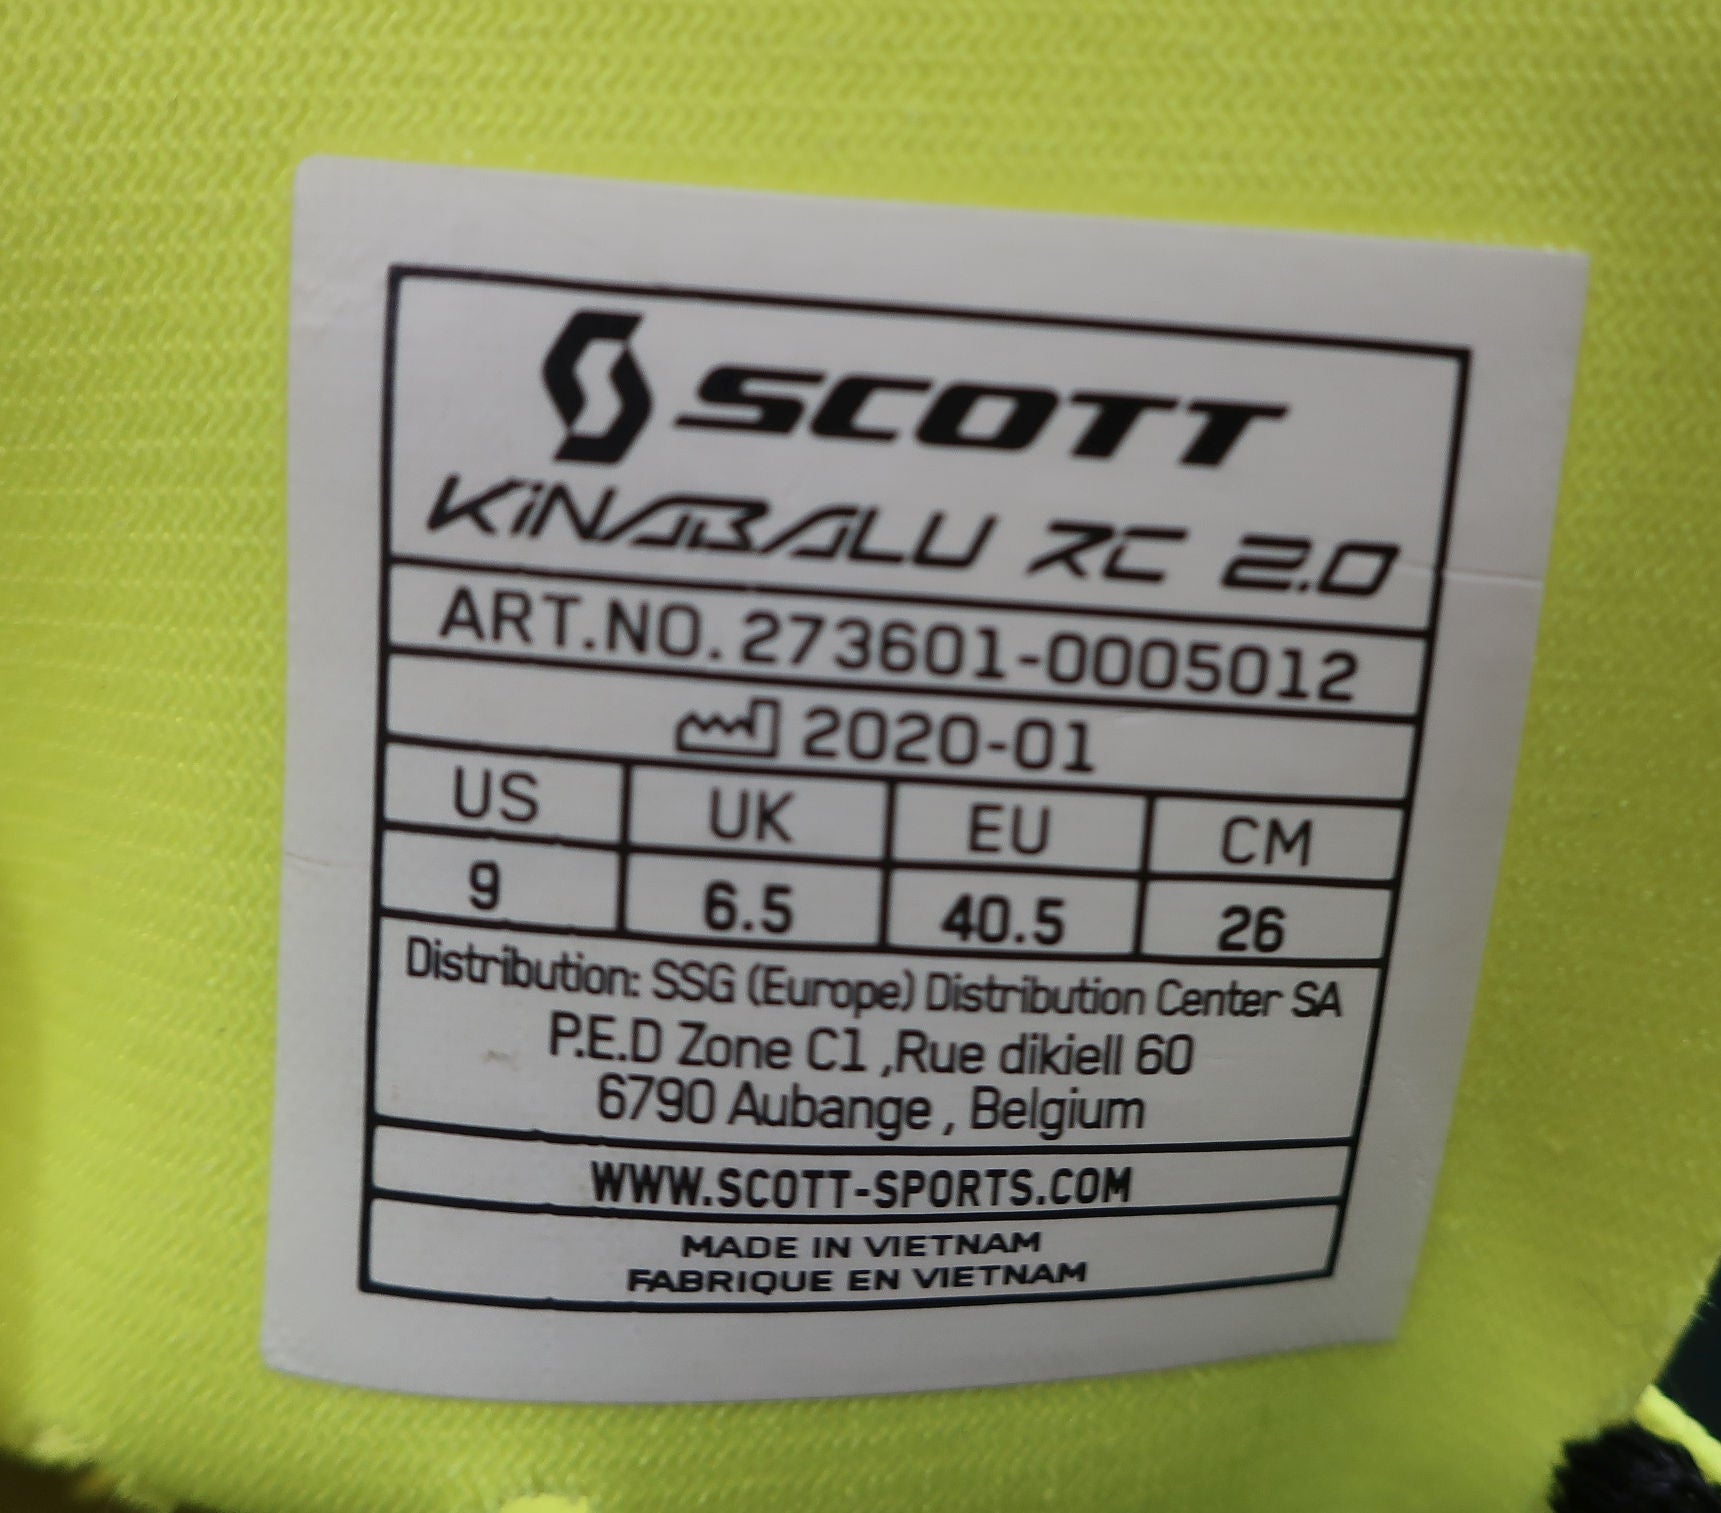 SCOTT
KINABALU RC 2.0
ART.NO. 273601-0005012
2020-01
US UK EU CM
9 6.5 40.5 26
Distribution: SSG (Europe) Distribution Center SA
P.E.D Zone C1 ,Rue dikiell 60
6790 Aubange , Belgium
WWW.SCOTT-SPORTS.COM
MADE IN VIETNAM
FABRIQUE EN VIETNAM